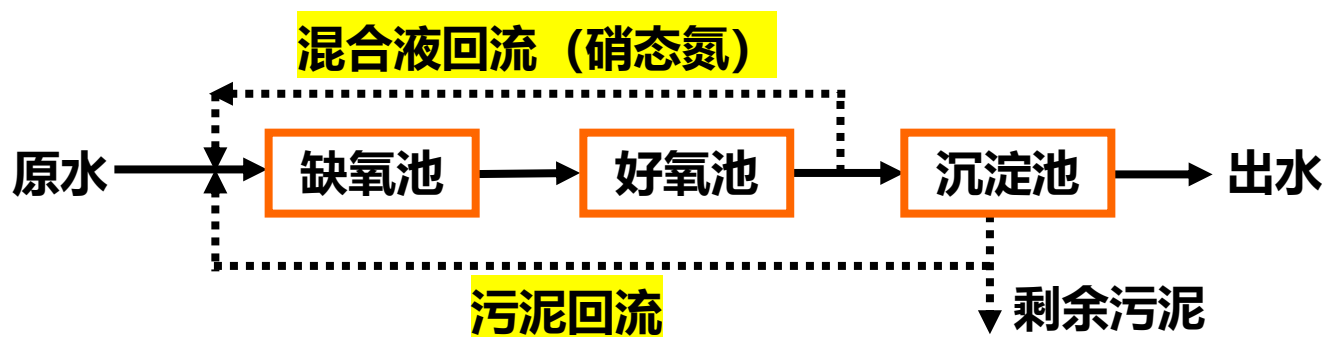 混合液回流（硝态氮）
原水
缺氧池
好氧池
沉淀池
出水
污泥回流
剩余污泥